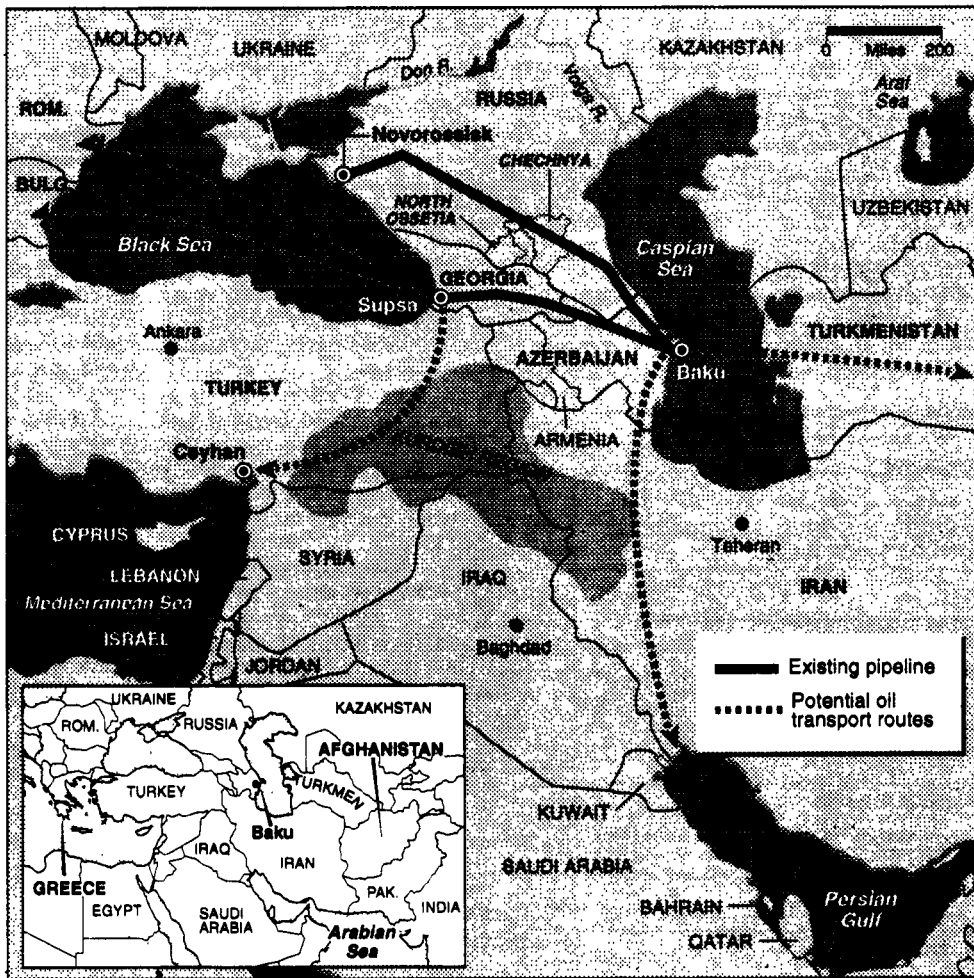 MOLDOVA
UKRAINE
KAZAKHSTAN
0 Miles 200
Don R.
Volga R.
Aral
Sea
ROM.
RUSSIA
Novorossisk
CHECHNYA
BULG.
NORTH
OSSETIA
UZBEKISTAN
Black Sea
Caspian
Sea
GEORGIA
Supsa
Ankara
TURKMENISTAN
AZERBAIJAN
Baku
TURKEY
ARMENIA
Ceyhan
CYPRUS
SYRIA
Teheran
LEBANON
IRAQ
IRAN
Mediterranean Sea
ISRAEL
Baghdad
JORDAN
Existing pipeline
Potential oil
transport routes
KUWAIT
SAUDI ARABIA
BAHRAIN
Persian
Gulf
QATAR
UKRAINE
ROM.
RUSSIA
KAZAKHSTAN
AFGHANISTAN
TURKEY
TURKMEN
Baku
IRAQ
IRAN
GREECE
PAK.
EGYPT
SAUDI
ARABIA
INDIA
Arabian
Sea